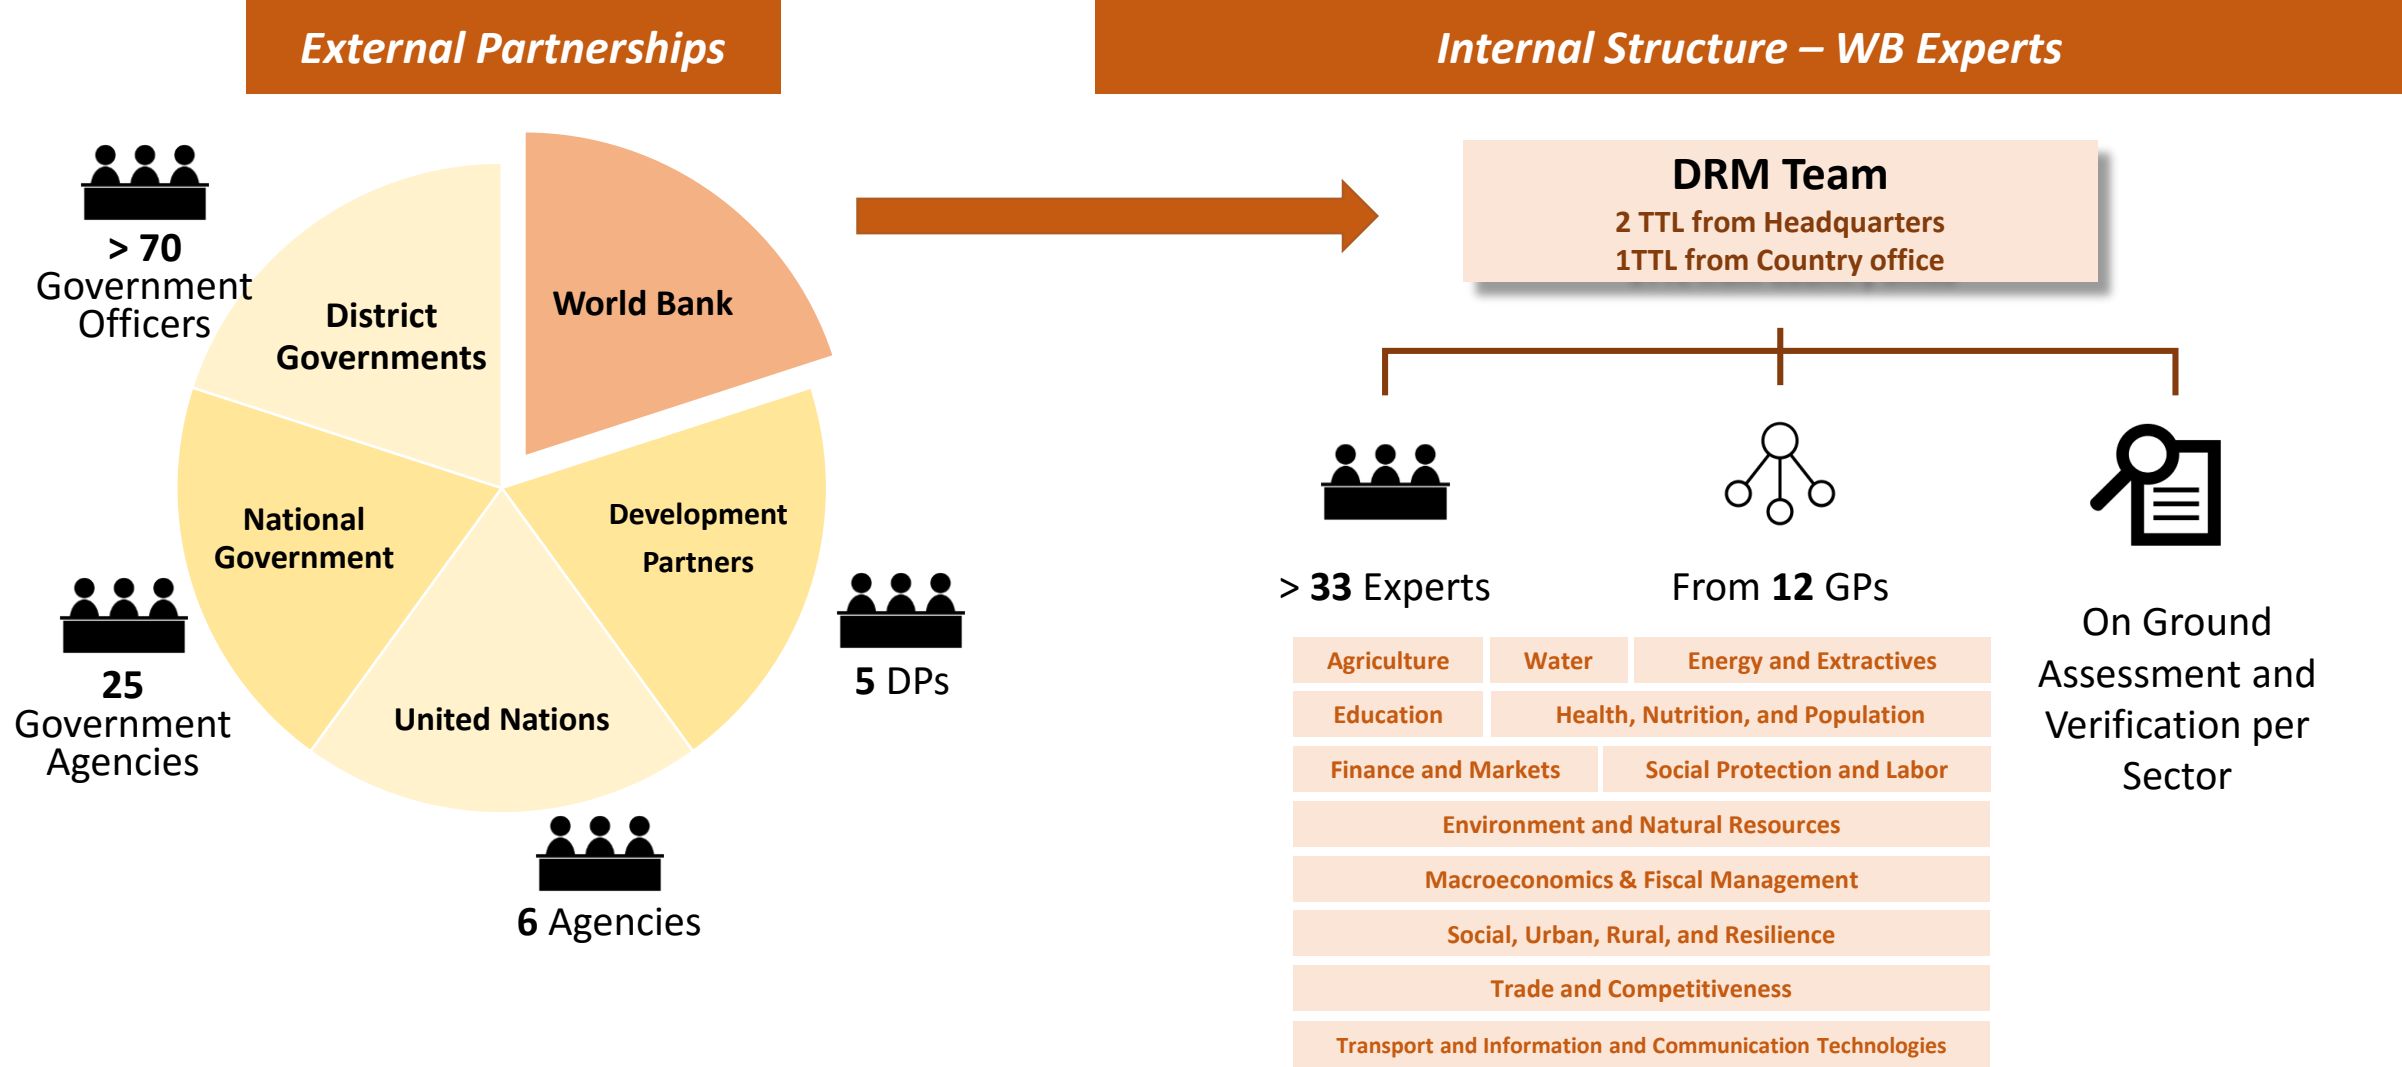 External Partnerships
> 70
Government
Officers
District
Governments
World Bank
National
Government
Development
Partners
25
Government
Agencies
United Nations
5 DPs
6 Agencies
Internal Structure – WB Experts
DRM Team
2 TTL from Headquarters
1TTL from Country office
> 33 Experts
From 12 GPs
On Ground
Assessment and
Verification per
Sector
Agriculture
Water
Energy and Extractives
Education
Health, Nutrition, and Population
Finance and Markets
Social Protection and Labor
Environment and Natural Resources
Macroeconomics & Fiscal Management
Social, Urban, Rural, and Resilience
Trade and Competitiveness
Transport and Information and Communication Technologies